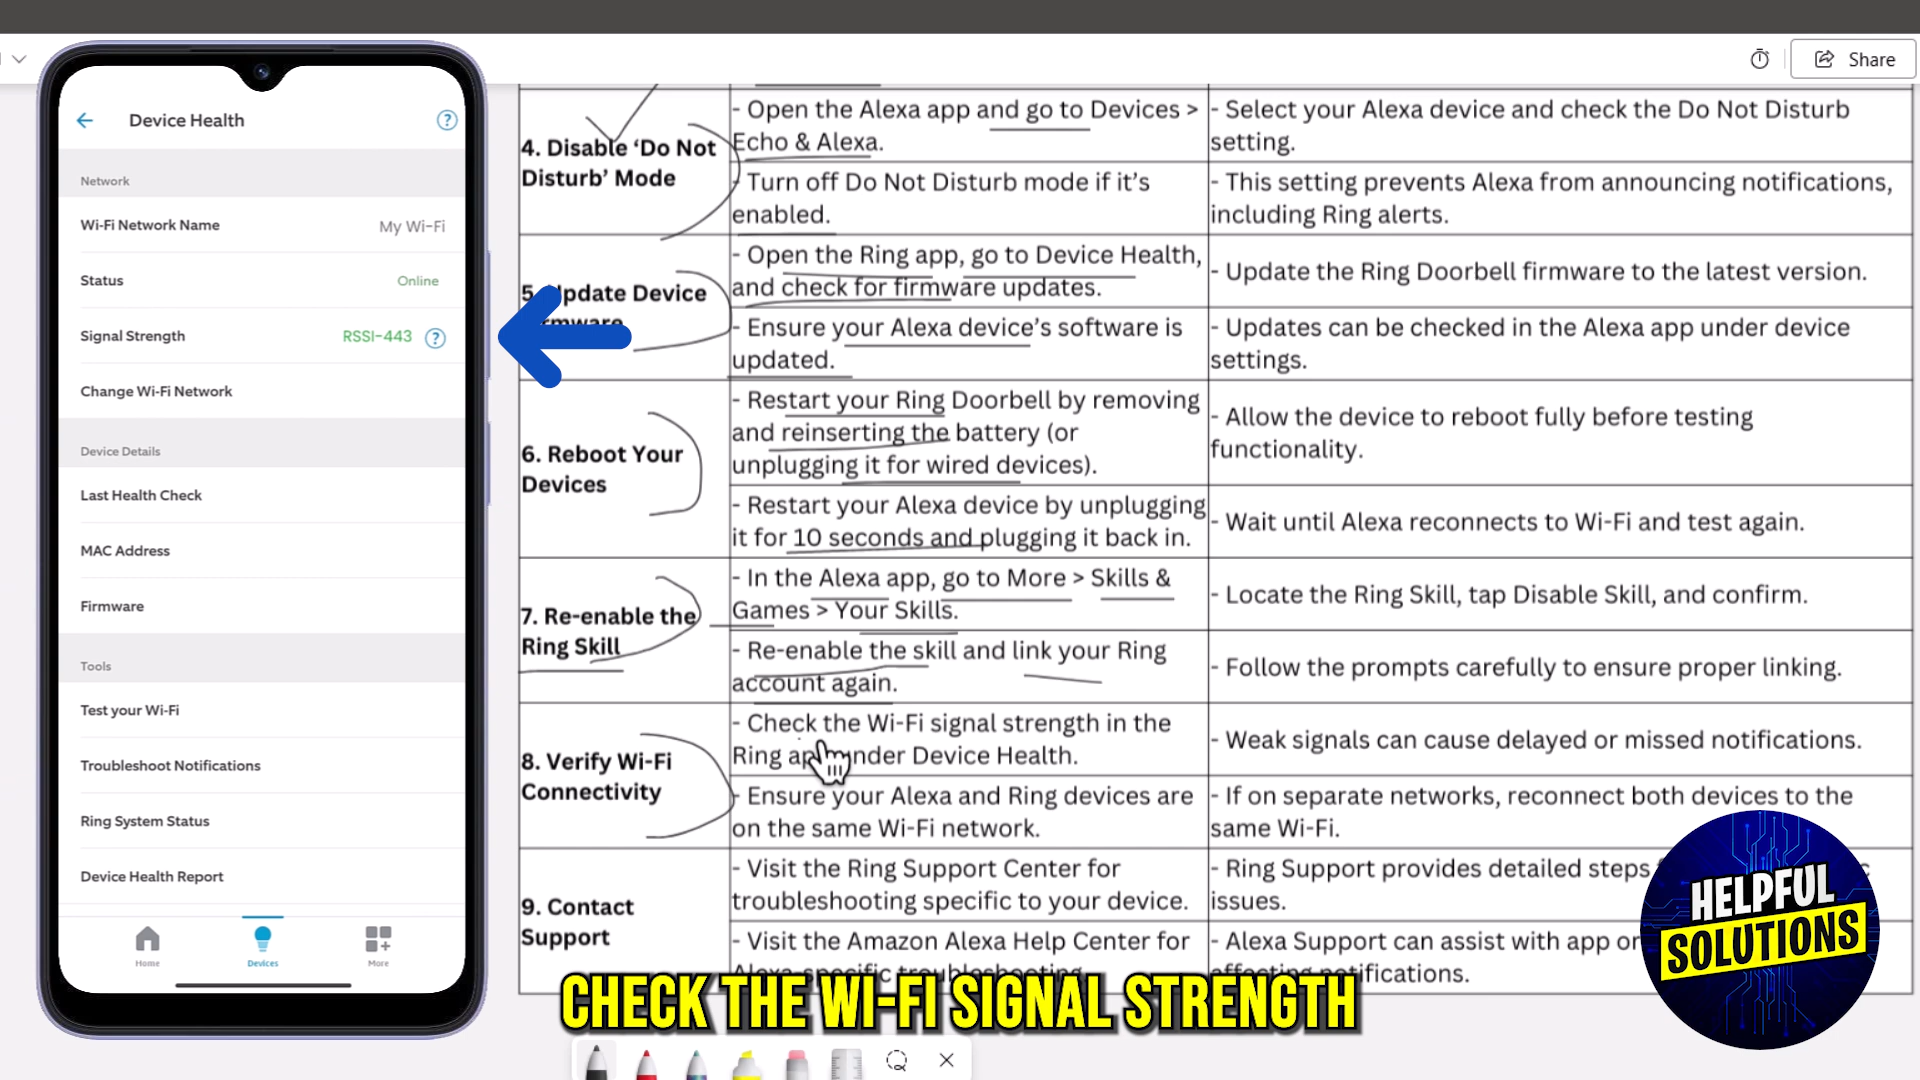 Share
Device Health
?
Network
Wi-Fi Network Name
My Wi-Fi
Status
Online
Signal Strength
RSSI-443
?
Change Wi-Fi Network
Device Details
Last Health Check
MAC Address
Firmware
Tools
Test your Wi-Fi
Troubleshoot Notifications
Ring System Status
Device Health Report
Home
Devices
More
4. Disable ‘Do Not
Disturb’ Mode
- Open the Alexa app and go to Devices >
Echo & Alexa.
- Select your Alexa device and check the Do Not Disturb
setting.
- Turn off Do Not Disturb mode if it’s
enabled.
- This setting prevents Alexa from announcing notifications,
including Ring alerts.
5. Update Device
- Open the Ring app, go to Device Health,
and check for firmware updates.
- Update the Ring Doorbell firmware to the latest version.
- Ensure your Alexa device’s software is
updated.
- Updates can be checked in the Alexa app under device
settings.
6. Reboot Your
Devices
- Restart your Ring Doorbell by removing
and reinserting the battery (or
unplugging it for wired devices).
- Allow the device to reboot fully before testing
functionality.
- Restart your Alexa device by unplugging
it for 10 seconds and plugging it back in.
- Wait until Alexa reconnects to Wi-Fi and test again.
7. Re-enable the
Ring Skill
- In the Alexa app, go to More > Skills &
Games > Your Skills.
- Locate the Ring Skill, tap Disable Skill, and confirm.
- Re-enable the skill and link your Ring
account again.
- Follow the prompts carefully to ensure proper linking.
8. Verify Wi-Fi
Connectivity
- Check the Wi-Fi signal strength in the
Ring app under Device Health.
- Weak signals can cause delayed or missed notifications.
- Ensure your Alexa and Ring devices are
on the same Wi-Fi network.
- If on separate networks, reconnect both devices to the
same Wi-Fi.
9. Contact
Support
- Visit the Ring Support Center for
troubleshooting specific to your device.
- Ring Support provides detailed steps
issues.
- Visit the Amazon Alexa Help Center for
- Alexa Support can assist with app or
affecting notifications.
HELPFUL
SOLUTIONS
CHECK THE WI-FI SIGNAL STRENGTH